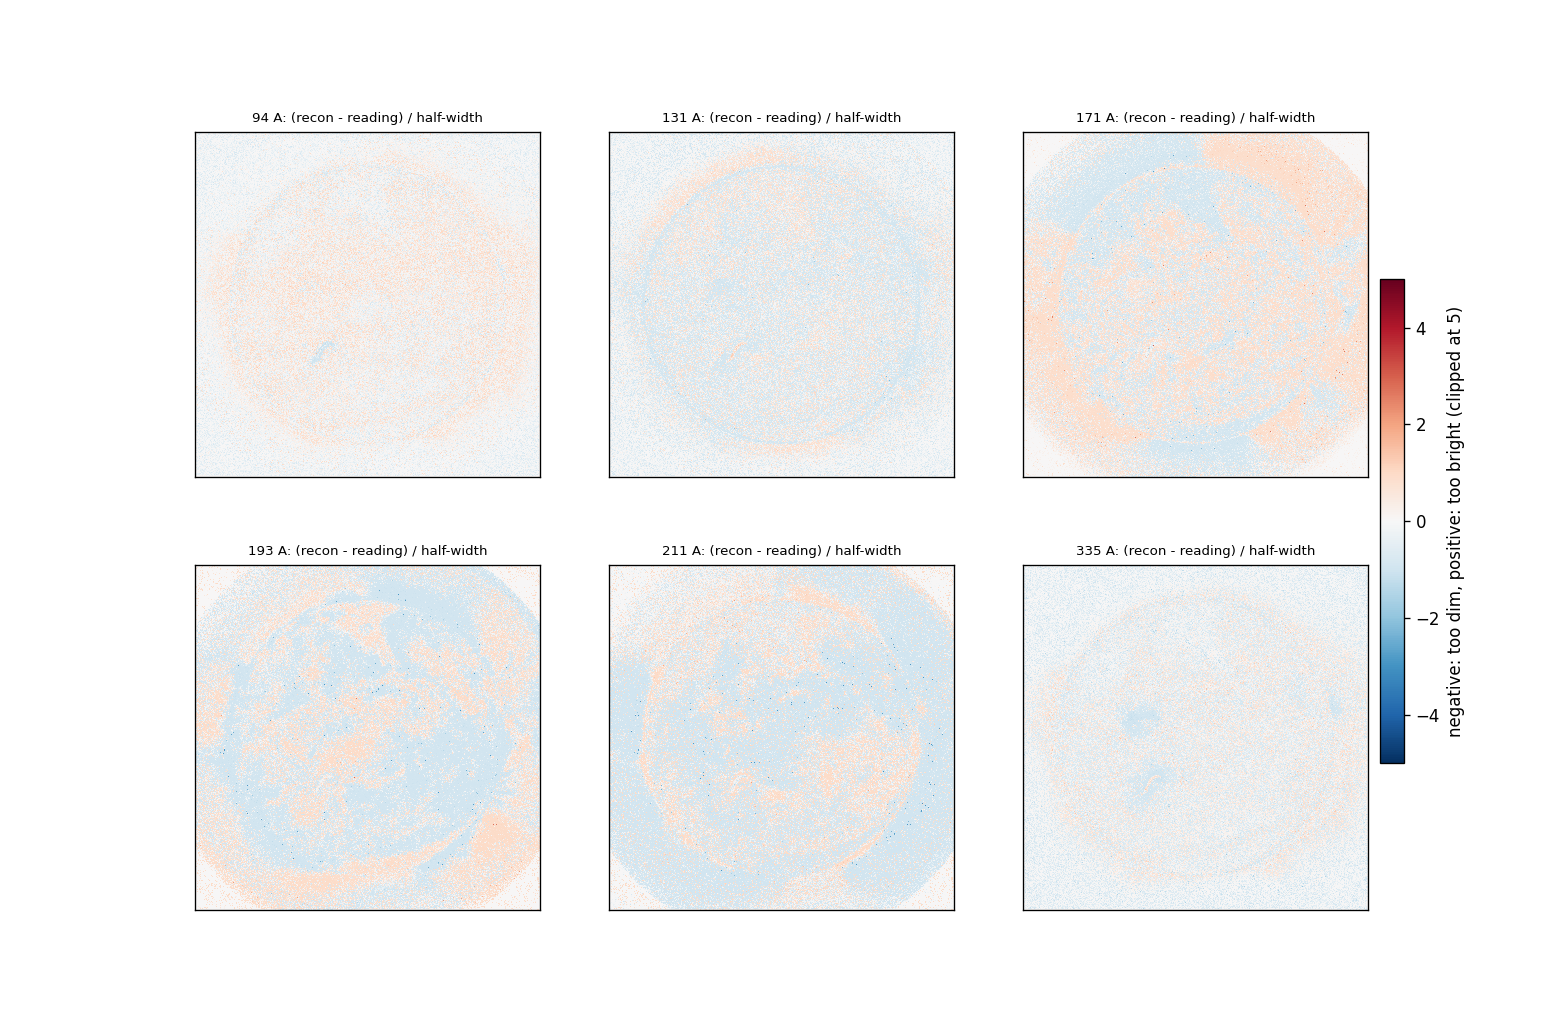 94 A: (recon - reading) / half-width
131 A: (recon - reading) / half-width
171 A: (recon - reading) / half-width
193 A: (recon - reading) / half-width
211 A: (recon - reading) / half-width
335 A: (recon - reading) / half-width
4
2
0
−2
−4
negative: too dim, positive: too bright (clipped at 5)